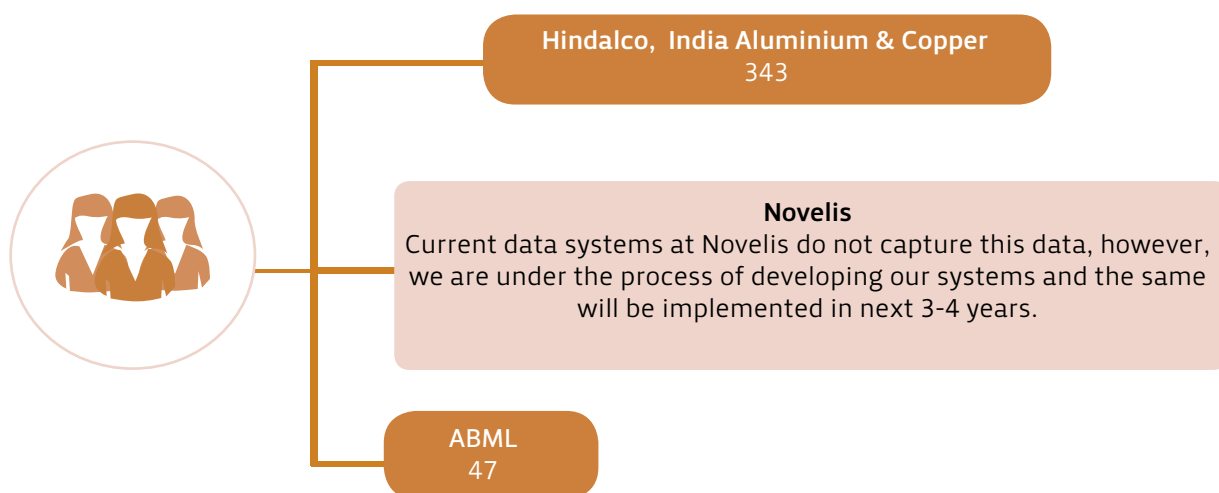 Hindalco, India Aluminium & Copper
343
Novelis
Current data systems at Novelis do not capture this data, however,
we are under the process of developing our systems and the same
will be implemented in next 3-4 years.
ABML
47